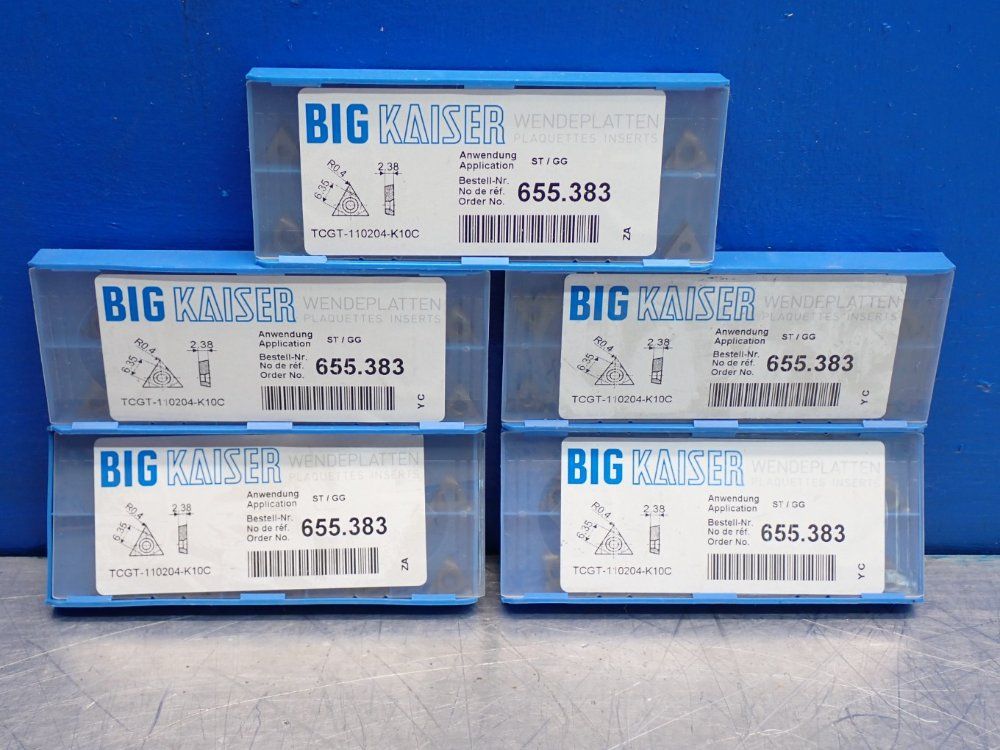 BIG KAISER WENDEPLATTEN
PLAQUETTES INSERTS
Anwendung
Application ST / GG
R0.4
2.38
6.35
Bestell-Nr.
No de réf.
Order No. 655.383
TCGT-110204-K10C
ZA
BIG KAISER WENDEPLATTEN
PLAQUETTES INSERTS
Anwendung
Application ST / GG
R0.4
2.38
6.35
Bestell-Nr.
No de réf.
Order No. 655.383
TCGT-110204-K10C
YC
BIG KAISER WENDEPLATTEN
PLAQUETTES INSERTS
Anwendung
Application ST / GG
R0.4
2.38
6.35
Bestell-Nr.
No de réf.
Order No. 655.383
TCGT-110204-K10C
YC
BIG KAISER WENDEPLATTEN
PLAQUETTES INSERTS
Anwendung
Application ST / GG
R0.4
2.38
6.35
Bestell-Nr.
No de réf.
Order No. 655.383
TCGT-110204-K10C
ZA
BIG KAISER WENDEPLATTEN
PLAQUETTES INSERTS
Anwendung
Application ST / GG
R0.4
2.38
6.35
Bestell-Nr.
No de réf.
Order No. 655.383
TCGT-110204-K10C
YC